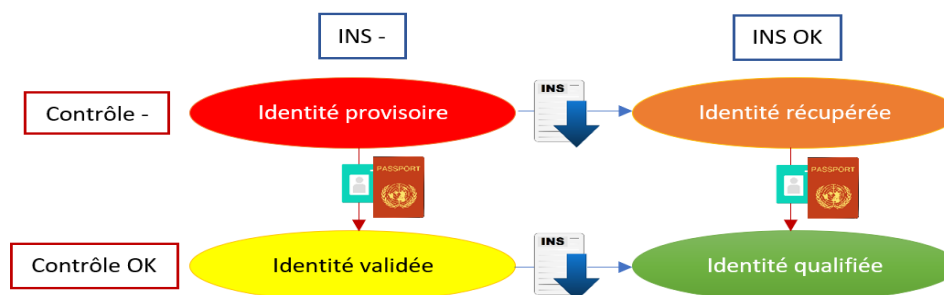 INS -
INS OK
Contrôle -
Identité provisoire
INS
Identité récupérée
PASSPORT
PASSPORT
Contrôle OK
Identité validée
INS
Identité qualifiée